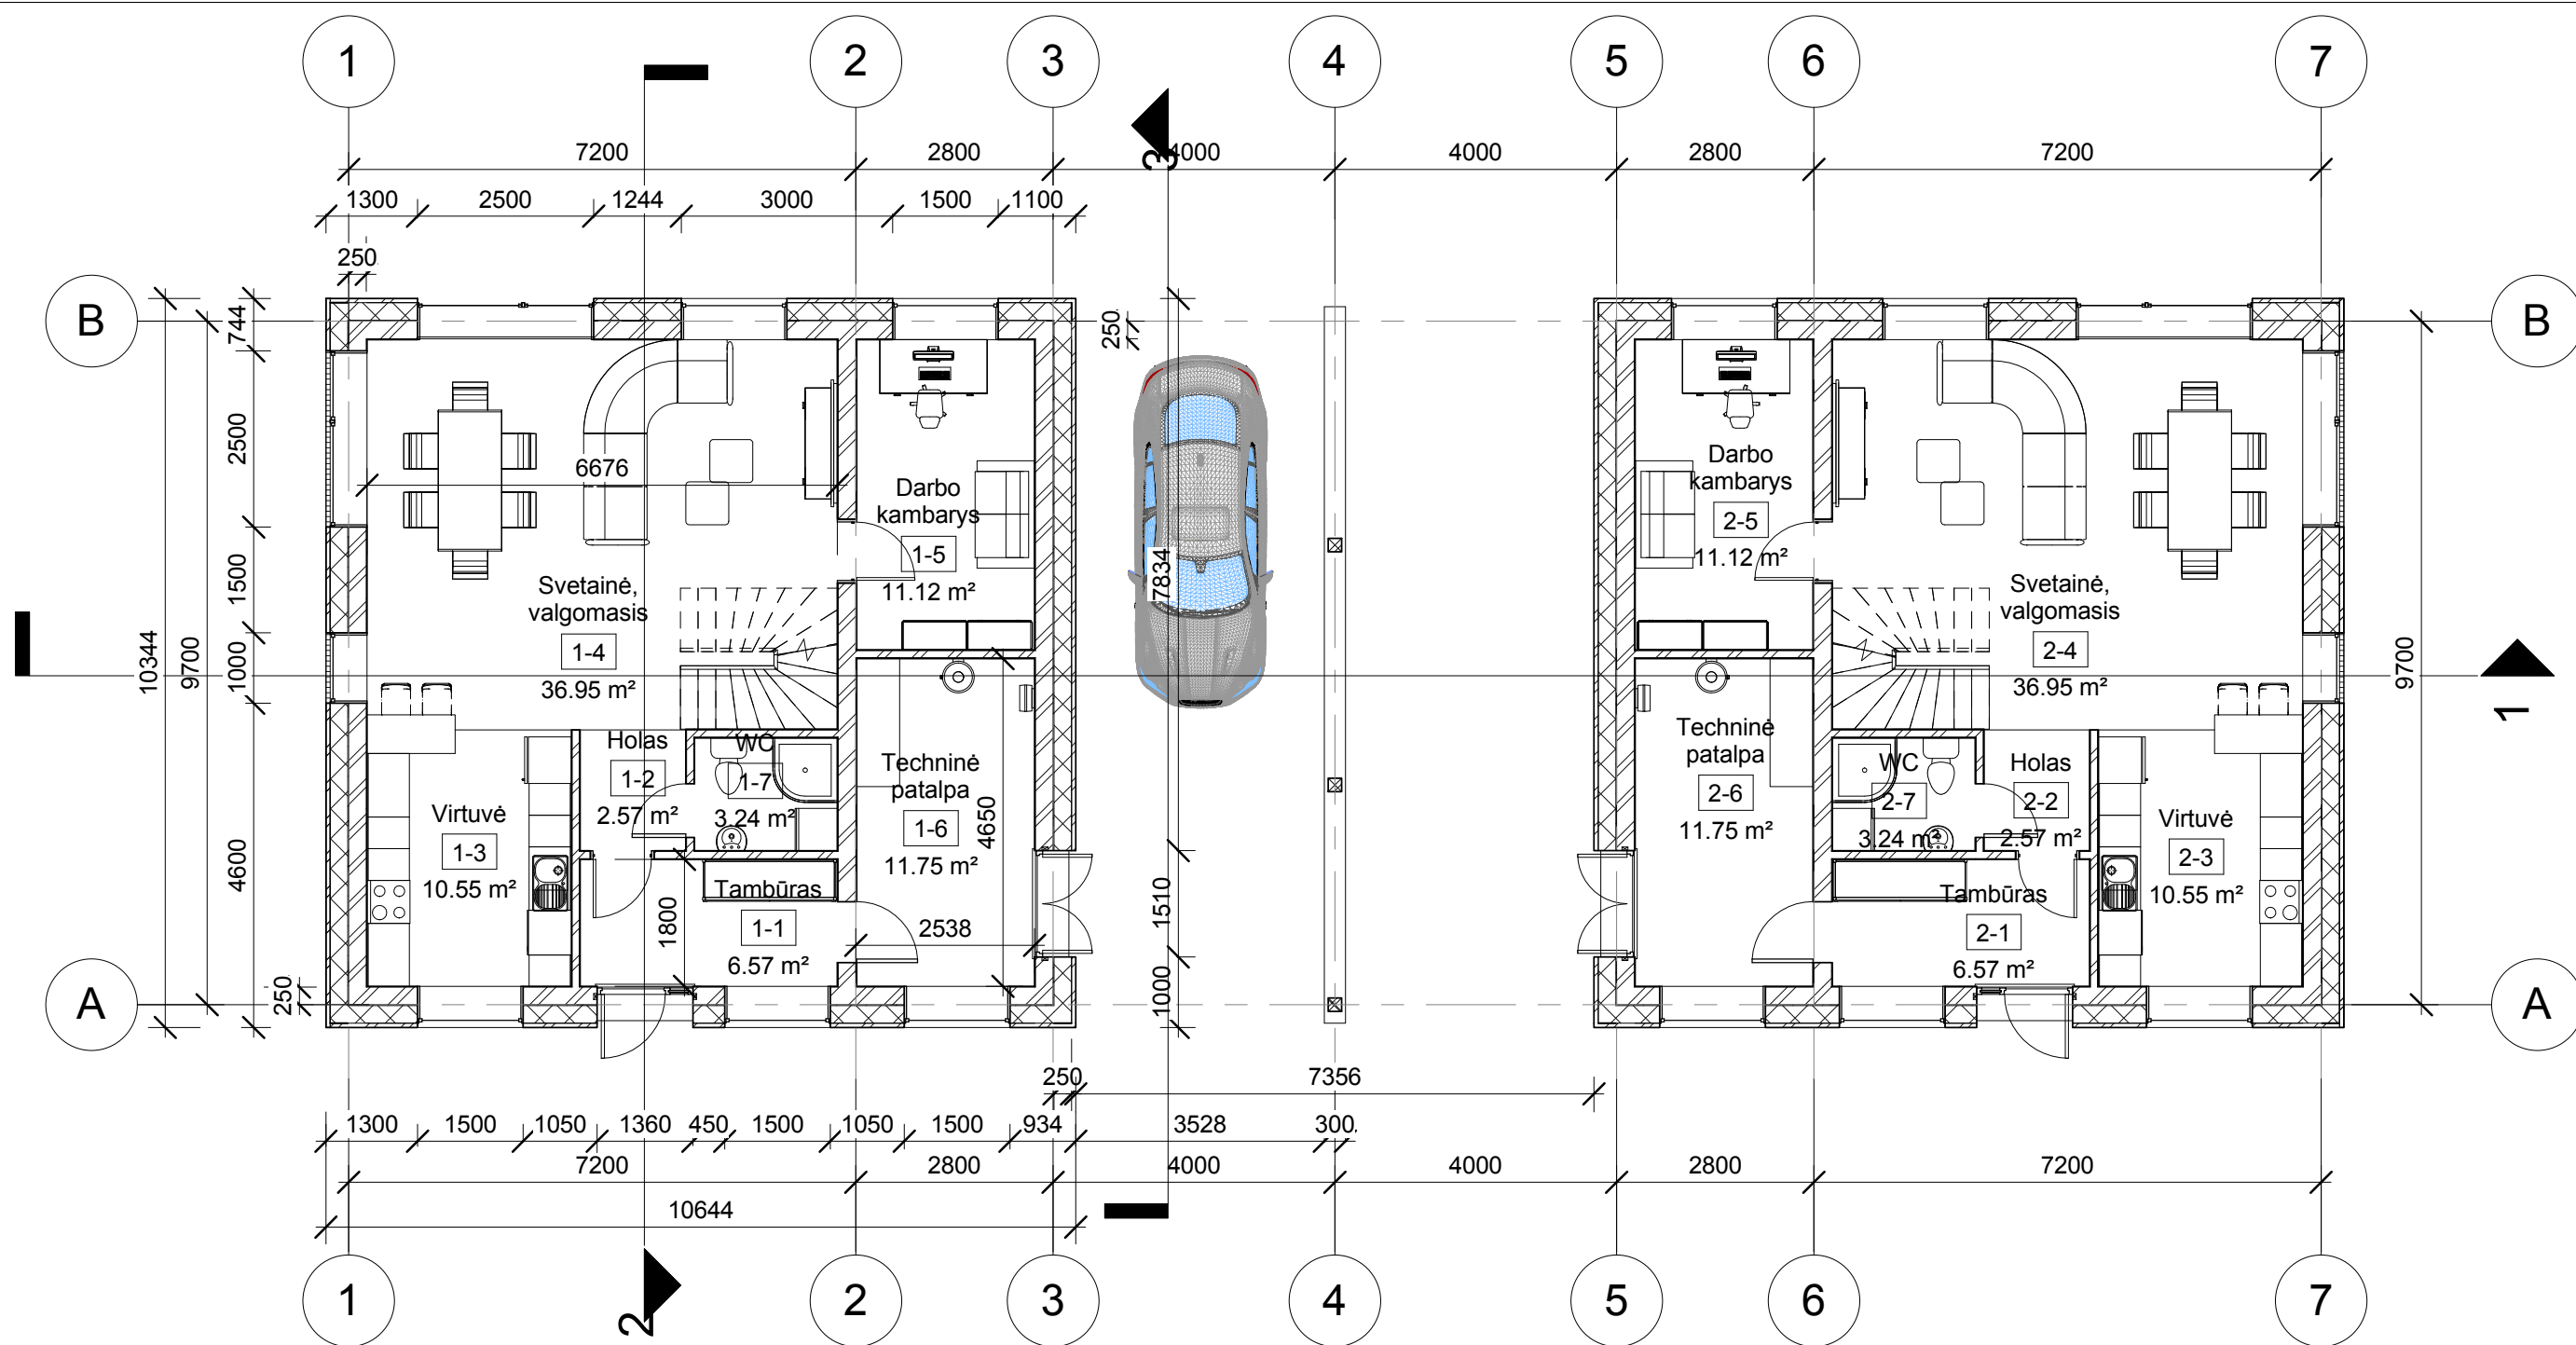 1 2 3 4 5 6 7
7200 2800 4000 4000 2800 7200
3
1300 2500 1244 3000 1500 1100
250
B B
744
250
2500
6676
Darbo
kambarys
1-5
11.12 m²
Darbo
kambarys
2-5
11.12 m²
7834
1500
Svetainė,
valgomasis
1-4
36.95 m²
Svetainė,
valgomasis
2-4
36.95 m²
10344
9700
1000
9700
1
Holas
1-2
2.57 m²
WC
1-7
3.24 m²
Techninė
patalpa
1-6
11.75 m²
4650
Techninė
patalpa
2-6
11.75 m²
WC
2-7
3.24 m²
Holas
2-2
2.57 m²
Virtuvė
1-3
10.55 m²
Virtuvė
2-3
10.55 m²
4600
Tambūras
1-1
6.57 m²
1800
2538
1510
Tambūras
2-1
6.57 m²
1000
A A
250
250 7356
1300 1500 1050 1360 450 1500 1050 1500 934 3528 300
7200 2800 4000 4000 2800 7200
10644
2
1 2 3 4 5 6 7